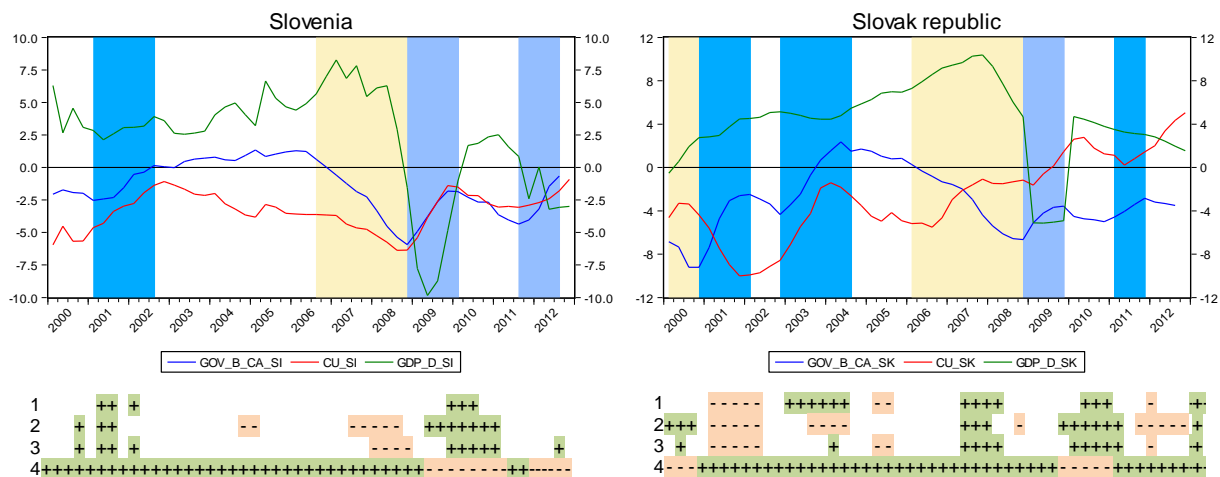 Slovenia
10.0 10.0
7.5 7.5
5.0 5.0
2.5 2.5
0.0 0.0
-2.5 -2.5
-5.0 -5.0
-7.5 -7.5
-10.0 -10.0
2000 2001 2002 2003 2004 2005 2006 2007 2008 2009 2010 2011 2012
GOV_B_CA_SI CU_SI GDP_D_SI
1 ++ +
2 + ++ --
3 + ++ +
4
Slovak republic
12 12
8 8
4 4
0 0
-4 -4
-8 -8
-12 -12
2000 2001 2002 2003 2004 2005 2006 2007 2008 2009 2010 2011 2012
GOV_B_CA_SK CU_SK GDP_D_SK
1
2
3
4